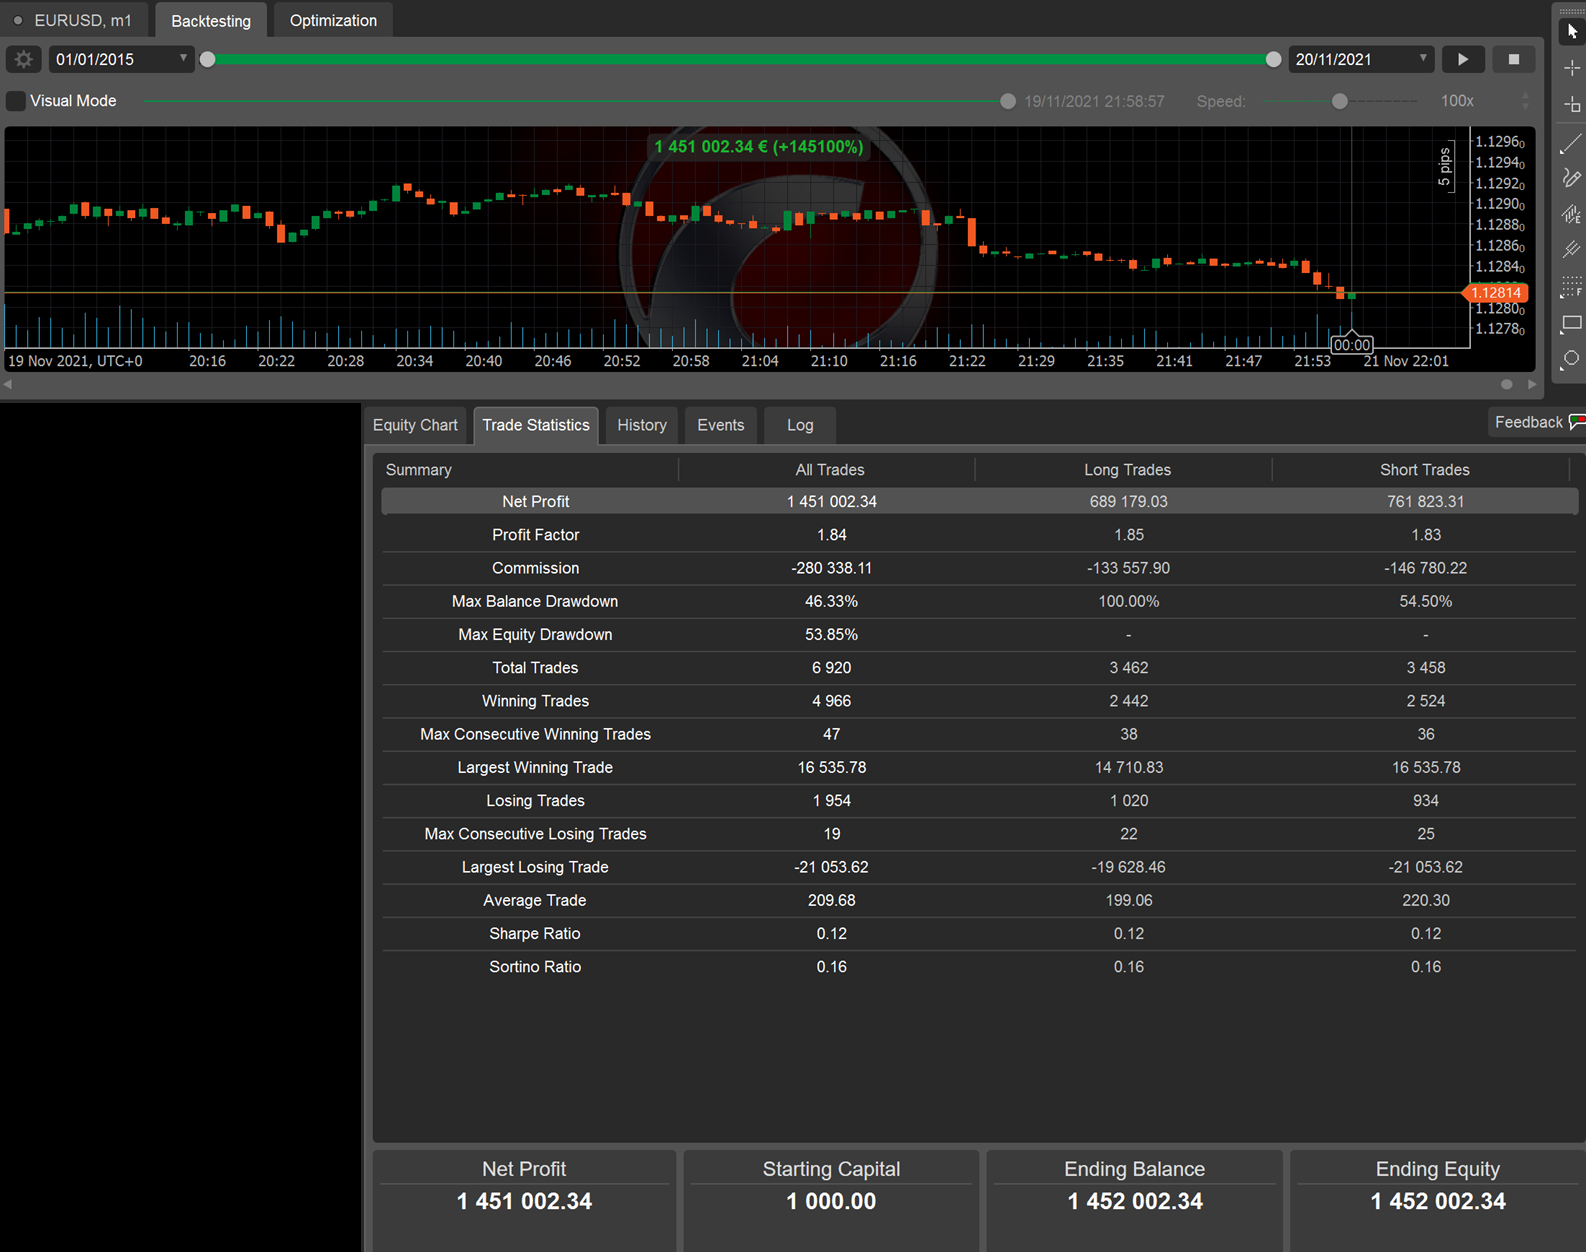 EURUSD, m1 Backtesting Optimization
01/01/2015 20/11/2021
Visual Mode 19/11/2021 21:58:57 Speed: 100x
1 451 002.34 € (+145100%)
5 pips
1.12960
1.12940
1.12920
1.12900
1.12880
1.12860
1.12840
1.12814
1.12800
1.12780
00:00
19 Nov 2021, UTC+0 20:16 20:22 20:28 20:34 20:40 20:46 20:52 20:58 21:04 21:10 21:16 21:22 21:29 21:35 21:41 21:47 21:53 21 Nov 22:01
Equity Chart Trade Statistics History Events Log Feedback
Summary All Trades Long Trades Short Trades
Net Profit 1 451 002.34 689 179.03 761 823.31
Profit Factor 1.84 1.85 1.83
Commission -280 338.11 -133 557.90 -146 780.22
Max Balance Drawdown 46.33% 100.00% 54.50%
Max Equity Drawdown 53.85% - -
Total Trades 6 920 3 462 3 458
Winning Trades 4 966 2 442 2 524
Max Consecutive Winning Trades 47 38 36
Largest Winning Trade 16 535.78 14 710.83 16 535.78
Losing Trades 1 954 1 020 934
Max Consecutive Losing Trades 19 22 25
Largest Losing Trade -21 053.62 -19 628.46 -21 053.62
Average Trade 209.68 199.06 220.30
Sharpe Ratio 0.12 0.12 0.12
Sortino Ratio 0.16 0.16 0.16
Net Profit Starting Capital Ending Balance Ending Equity
1 451 002.34 1 000.00 1 452 002.34 1 452 002.34